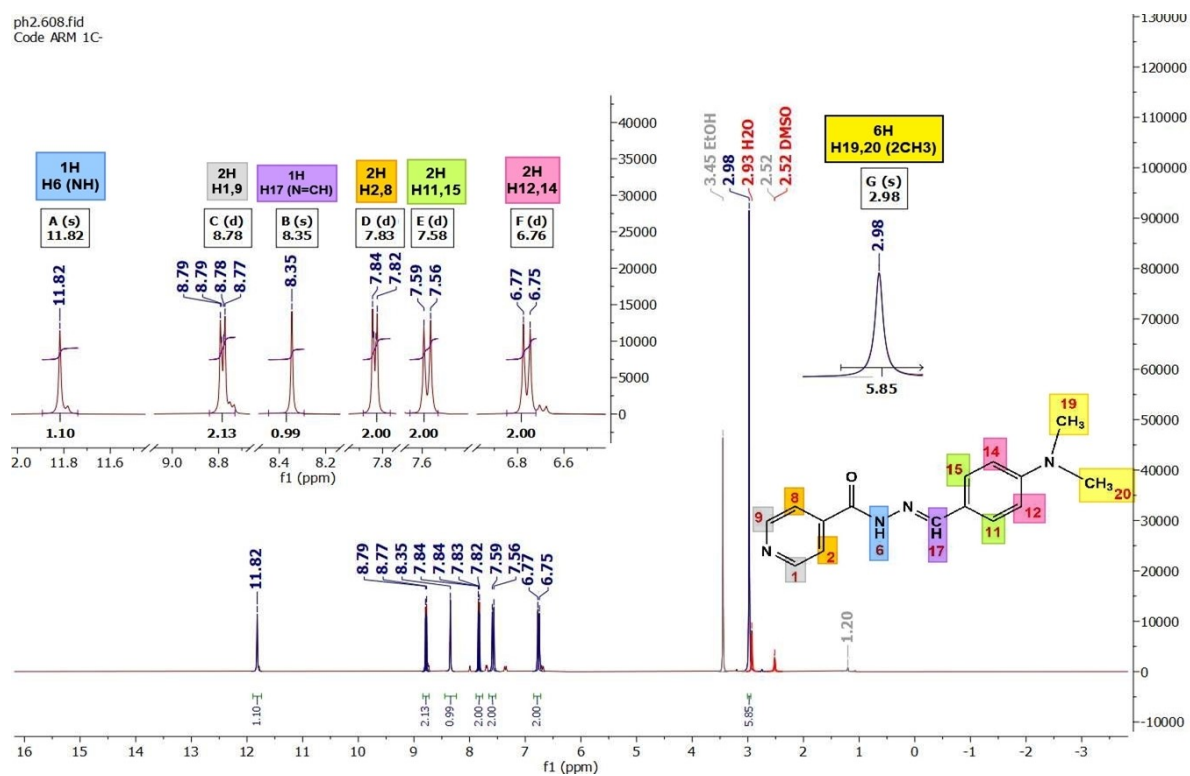 ph2.608.fid
Code ARM 1C-
1H
H6 (NH)
A (s)
11.82
2H
H1,9
C (d)
8.78
1H
H17 (N=CH)
B (s)
8.35
2H
H2,8
D (d)
7.83
2H
H11,15
E (d)
7.58
2H
H12,14
F (d)
6.76
11.82
8.79
8.79
8.78
8.77
8.35
7.84
7.82
7.59
7.56
6.77
6.75
40000
35000
30000
25000
20000
15000
10000
5000
0
1.10
2.13
0.99
2.00
2.00
2.00
2.0 11.8 11.6 9.0 8.8 8.4 8.2 7.8 7.6 6.8 6.6
f1 (ppm)
3.45 EtOH
2.98
2.93 H2O
2.52
2.52 DMSO
6H
H19,20 (2CH3)
G (s)
2.98
2.98
5.85
19
CH3
14
15
N
CH3
20
O
8
9
N
N
H
6
N
C
H
17
12
11
2
N
1
11.82
8.79
8.77
8.35
7.84
7.84
7.83
7.82
7.59
7.56
6.77
6.75
1.20
1.10
2.13
0.99
2.00
2.00
2.00
5.85
16 15 14 13 12 11 10 9 8 7 6 5 4 3 2 1 0 -1 -2 -3
f1 (ppm)
130000
120000
110000
100000
90000
80000
70000
60000
50000
40000
30000
20000
10000
0
-10000